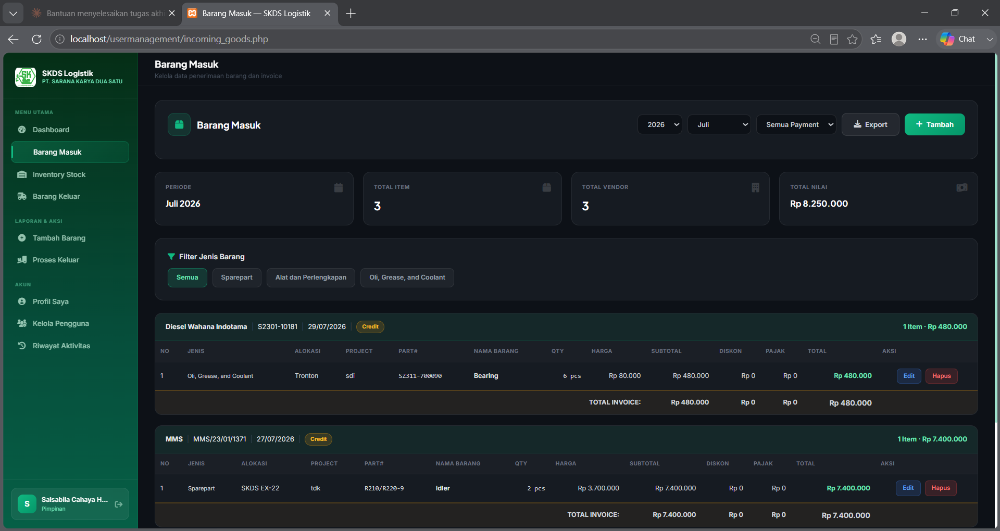 Bantuan menyelesaikan tugas akh
Barang Masuk — SKDS Logistik
localhost/usermanagement/incoming_goods.php
Chat
SKDS Logistik
PT. SARANA KARYA DUA SATU
MENU UTAMA
Dashboard
Barang Masuk
Inventory Stock
Barang Keluar
LAPORAN & AKSI
Tambah Barang
Proses Keluar
AKUN
Profil Saya
Kelola Pengguna
Riwayat Aktivitas
S
Salsabila Cahaya H...
Pimpinan
Barang Masuk
Kelola data penerimaan barang dan invoice
Barang Masuk
2026 Juli Semua Payment Export + Tambah
PERIODE
Juli 2026
TOTAL ITEM
3
TOTAL VENDOR
3
TOTAL NILAI
Rp 8.250.000
Filter Jenis Barang
Semua Sparepart Alat dan Perlengkapan Oli, Grease, and Coolant
Diesel Wahana Indotama S2301-10181 29/07/2026 Credit 1 Item · Rp 480.000
NO JENIS ALOKASI PROJECT PART# NAMA BARANG QTY HARGA SUBTOTAL DISKON PAJAK TOTAL AKSI
1 Oli, Grease, and Coolant Tronton sdi SZ311-700090 Bearing 6 pcs Rp 80.000 Rp 480.000 Rp 0 Rp 0 Rp 480.000 Edit Hapus
TOTAL INVOICE: Rp 480.000 Rp 0 Rp 0 Rp 480.000
MMS MMS/23/01/1371 27/07/2026 Credit 1 Item · Rp 7.400.000
NO JENIS ALOKASI PROJECT PART# NAMA BARANG QTY HARGA SUBTOTAL DISKON PAJAK TOTAL AKSI
1 Sparepart SKDS EX-22 tdk R210/R220-9 Idler 2 pcs Rp 3.700.000 Rp 7.400.000 Rp 0 Rp 0 Rp 7.400.000 Edit Hapus
TOTAL INVOICE: Rp 7.400.000 Rp 0 Rp 0 Rp 7.400.000